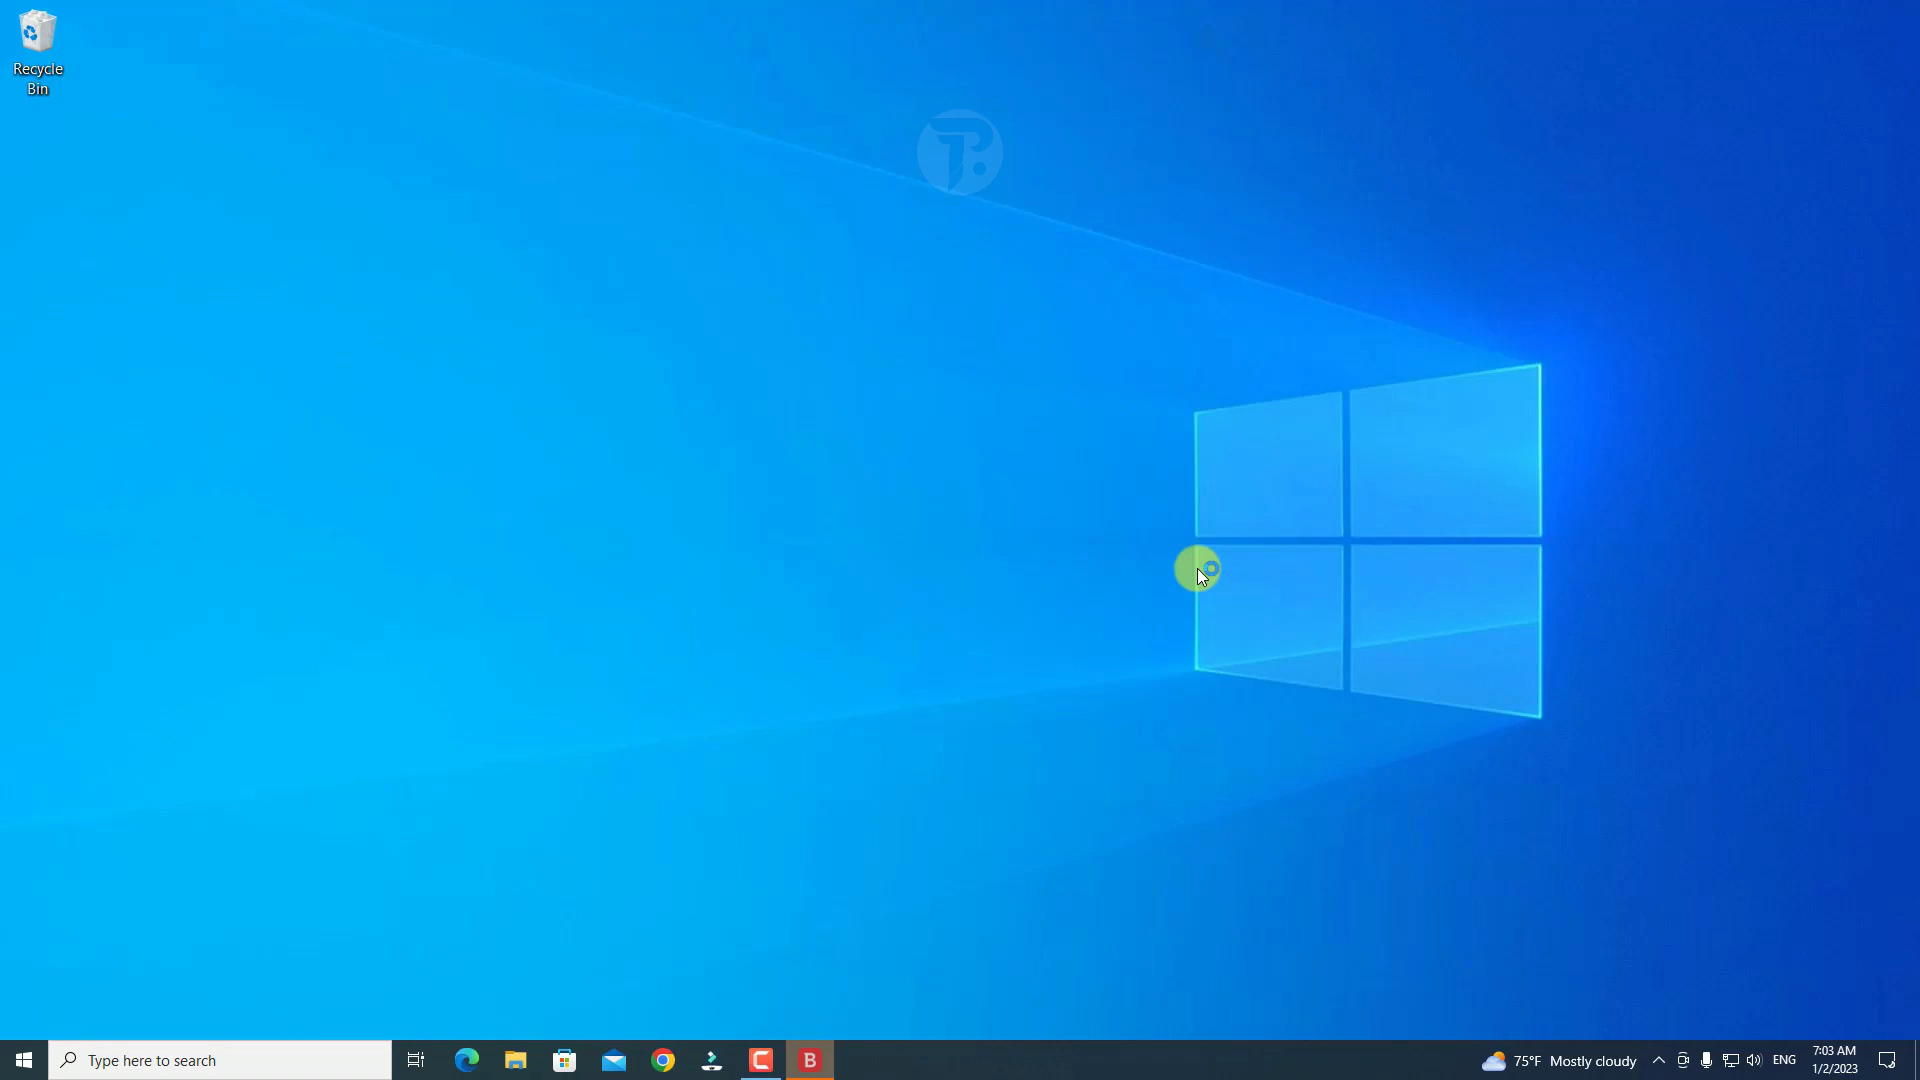 Recycle
Bin
Type here to search
B
75°F Mostly cloudy
ENG
7:03 AM
1/2/2023